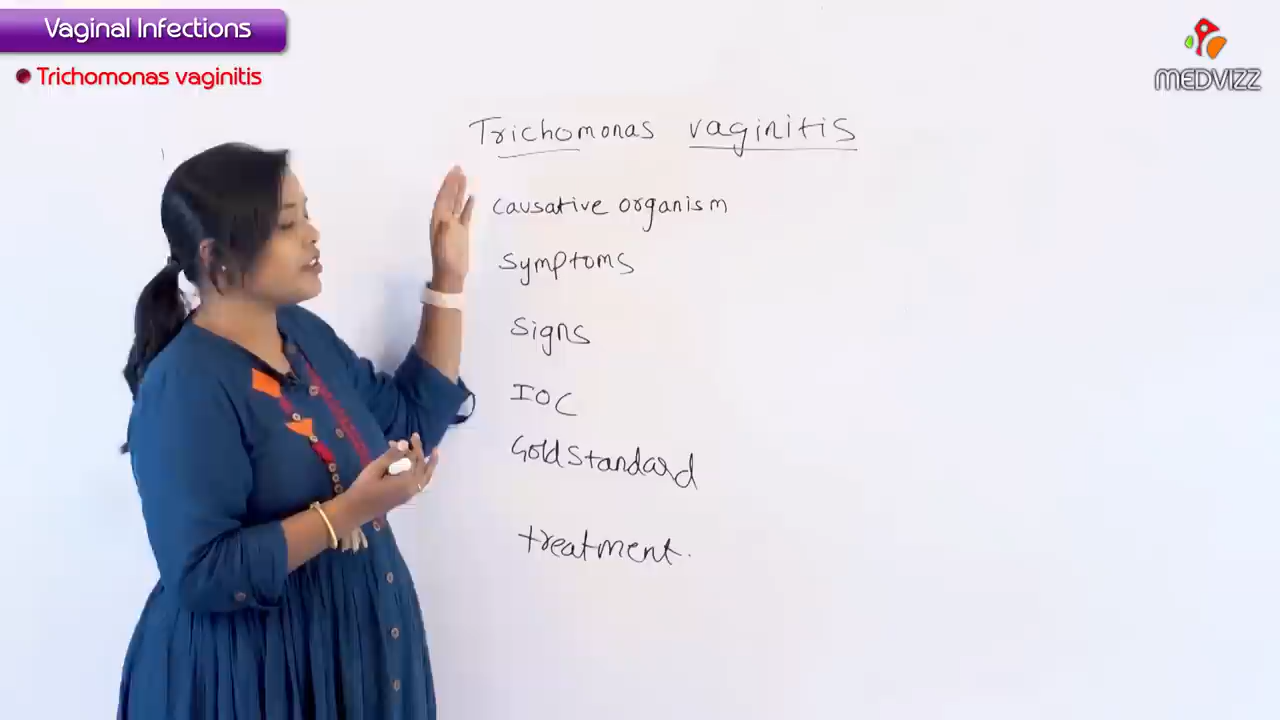 Vaginal Infections
Trichomonas vaginitis
MEDVIZZ
Trichomonas vaginitis
causative organism
symptoms
signs
IOC
Gold Standard
treatment.